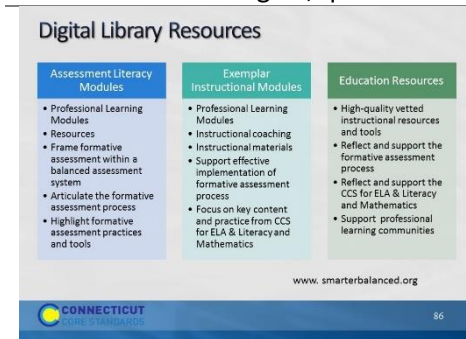 Digital Library Resources
Assessment Literacy
Modules
• Professional Learning
Modules
• Resources
• Frame formative
assessment within a
balanced assessment
system
• Articulate the formative
assessment process
• Highlight formative
assessment practices
and tools
Exemplar
Instructional Modules
• Professional Learning
Modules
• Instructional coaching
• Instructional materials
• Support effective
implementation of
formative assessment
process
• Focus on key content
and practice from CCS
for ELA & Literacy and
Mathematics
Education Resources
• High-quality vetted
instructional resources
and tools
• Reflect and support the
formative assessment
process
• Reflect and support the
CCS for ELA & Literacy
and Mathematics
• Support professional
learning communities
www. smarterbalanced.org
CONNECTICUT
CORE STANDARDS
86